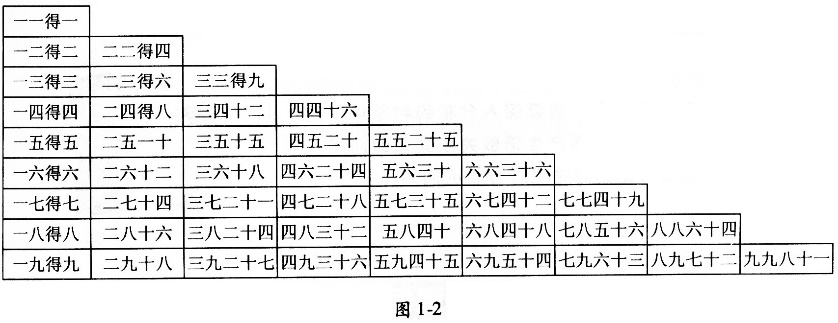 一一得一
一二得二 二二得四
一三得三 二三得六 三三得九
一四得四 二四得八 三四十二 四四十六
一五得五 二五一十 三五十五 四五二十 五五二十五
一六得六 二六十二 三六十八 四六二十四 五六三十 六六三十六
一七得七 二七十四 三七二十一 四七二十八 五七三十五 六七四十二 七七四十九
一八得八 二八十六 三八二十四 四八三十二 五八四十 六八四十八 七八五十六 八八六十四
一九得九 二九十八 三九二十七 四九三十六 五九四十五 六九五十四 七九六十三 八九七十二 九九八十一
图 1-2